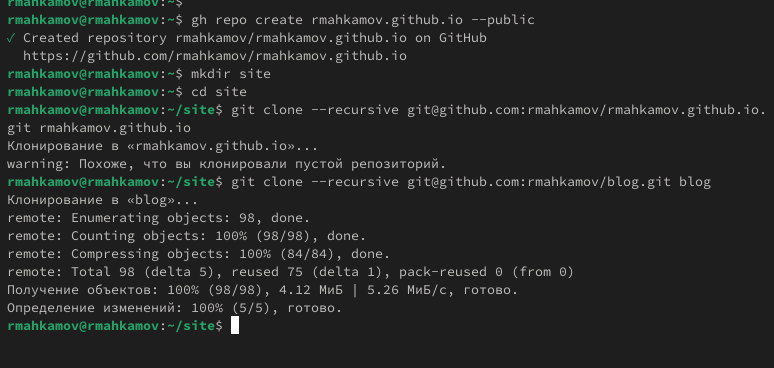 rmahkamov@rmahkamov:~$
rmahkamov@rmahkamov:~$ gh repo create rmahkamov.github.io --public
✓ Created repository rmahkamov/rmahkamov.github.io on GitHub
  https://github.com/rmahkamov/rmahkamov.github.io
rmahkamov@rmahkamov:~$ mkdir site
rmahkamov@rmahkamov:~$ cd site
rmahkamov@rmahkamov:~/site$ git clone --recursive git@github.com:rmahkamov/rmahkamov.github.io.
git rmahkamov.github.io
Клонирование в «rmahkamov.github.io»...
warning: Похоже, что вы клонировали пустой репозиторий.
rmahkamov@rmahkamov:~/site$ git clone --recursive git@github.com:rmahkamov/blog.git blog
Клонирование в «blog»...
remote: Enumerating objects: 98, done.
remote: Counting objects: 100% (98/98), done.
remote: Compressing objects: 100% (84/84), done.
remote: Total 98 (delta 5), reused 75 (delta 1), pack-reused 0 (from 0)
Получение объектов: 100% (98/98), 4.12 МиБ | 5.26 МиБ/с, готово.
Определение изменений: 100% (5/5), готово.
rmahkamov@rmahkamov:~/site$